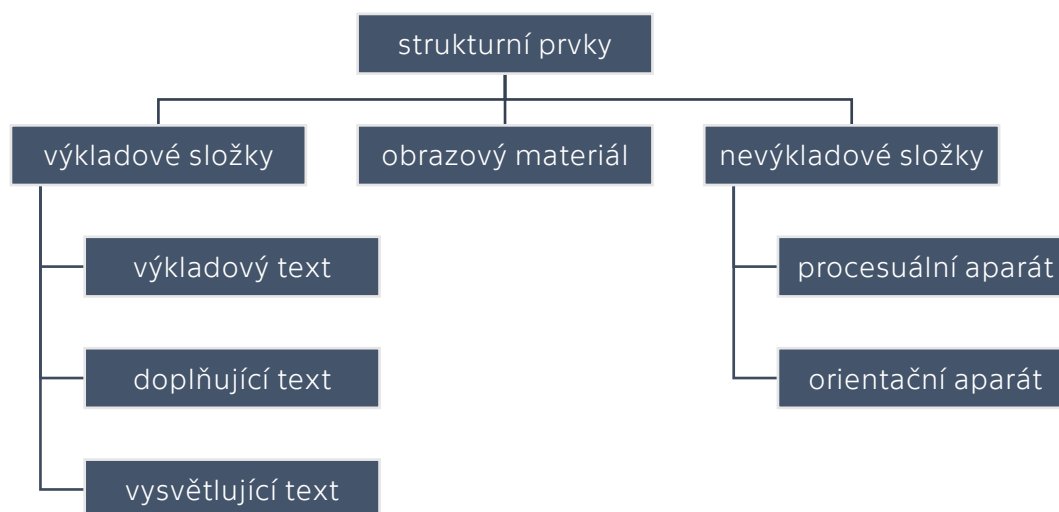 strukturní prvky
výkladové složky
obrazový materiál
nevýkladové složky
výkladový text
procesuální aparát
doplňující text
orientační aparát
vysvětlující text